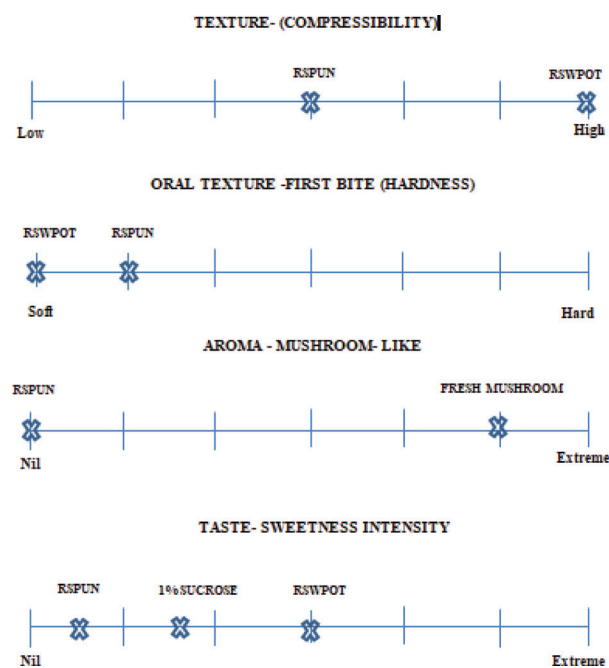 TEXTURE- (COMPRESSIBILITY)
RSPUN
RSWPOT
Low
High
ORAL TEXTURE -FIRST BITE (HARDNESS)
RSWPOT
RSPUN
Soft
Hard
AROMA - MUSHROOM- LIKE
RSPUN
FRESH MUSHROOM
Nil
Extreme
TASTE- SWEETNESS INTENSITY
RSPUN
1% SUCROSE
RSWPOT
Nil
Extreme